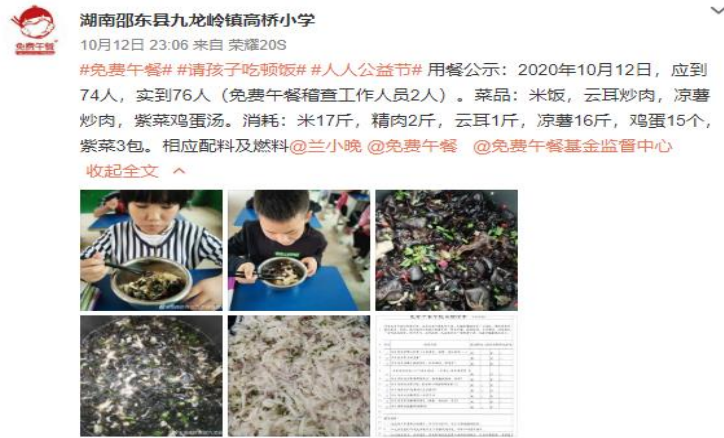 湖南邵东县九龙岭镇高桥小学
10月12日 23:06 来自 荣耀20S
免费午餐
#免费午餐# #请孩子吃顿饭# #人人公益节# 用餐公示：2020年10月12日，应到
74人，实到76人（免费午餐稽查工作人员2人）。菜品：米饭，云耳炒肉，凉薯
炒肉，紫菜鸡蛋汤。消耗：米17斤，精肉2斤，云耳1斤，凉薯16斤，鸡蛋15个，
紫菜3包。相应配料及燃料@兰小晚 @免费午餐 @免费午餐基金监督中心
收起全文